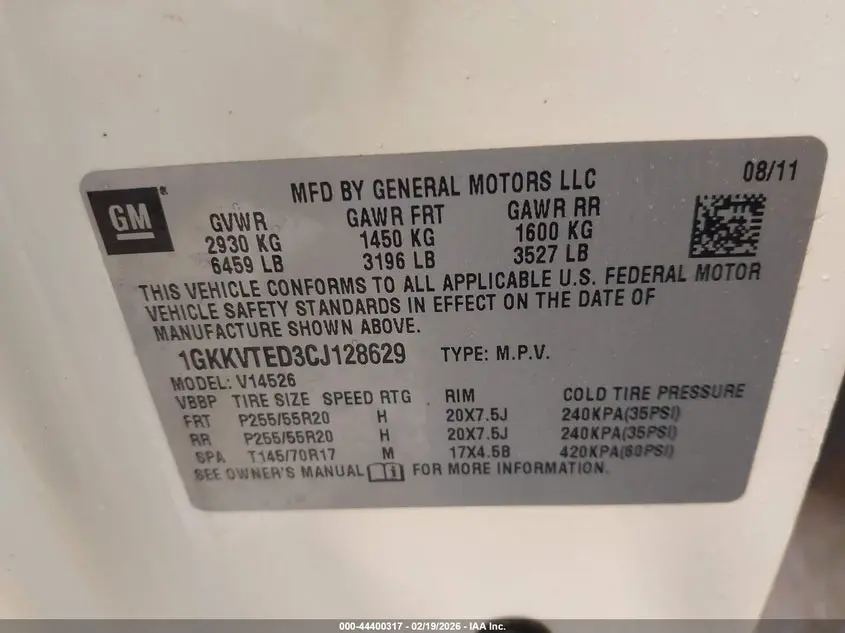 08/11
MFD BY GENERAL MOTORS LLC
GM ®
GVWR GAWR FRT GAWR RR
2930 KG 1450 KG 1600 KG
6459 LB 3196 LB 3527 LB
THIS VEHICLE CONFORMS TO ALL APPLICABLE U.S. FEDERAL MOTOR
VEHICLE SAFETY STANDARDS IN EFFECT ON THE DATE OF
MANUFACTURE SHOWN ABOVE.
1GKKVTED3CJ128629 TYPE: M.P.V.
MODEL: V14526
VBBP TIRE SIZE SPEED RTG RIM COLD TIRE PRESSURE
FRT P255/55R20 H 20X7.5J 240KPA(35PSI)
RR P255/55R20 H 20X7.5J 240KPA(35PSI)
SPA T145/70R17 M 17X4.5B 420KPA(60PSI)
SEE OWNER'S MANUAL FOR MORE INFORMATION.
000-44400317 - 02/19/2026 - IAA Inc.